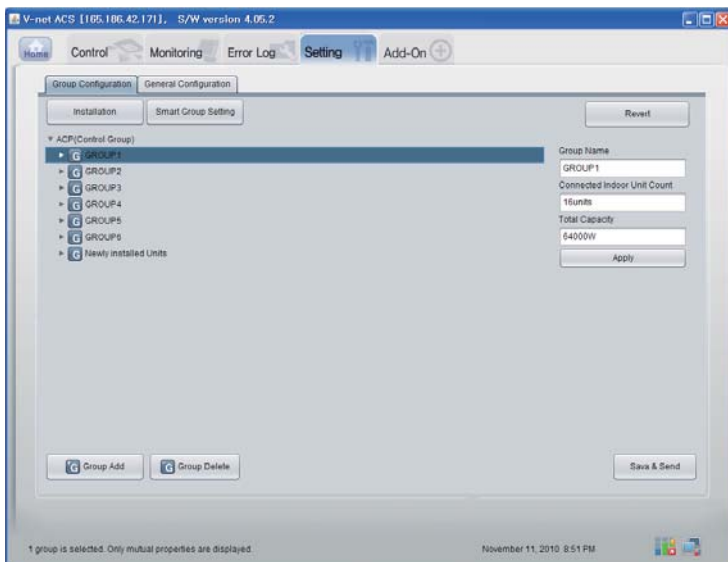 V-net ACS [165.186.42.171], S/W version 4.05.2
Home Control Monitoring Error Log Setting Add-On
Group Configuration General Configuration
Installation Smart Group Setting Revert
ACP(Control Group)
G GROUP1
G GROUP2
G GROUP3
G GROUP4
G GROUP5
G GROUP6
G Newly installed Units
Group Name
GROUP1
Connected Indoor Unit Count
16units
Total Capacity
64000W
Apply
G Group Add G Group Delete Sava & Send
1 group is selected. Only mutual properties are displayed. November 11, 2010 8:51 PM